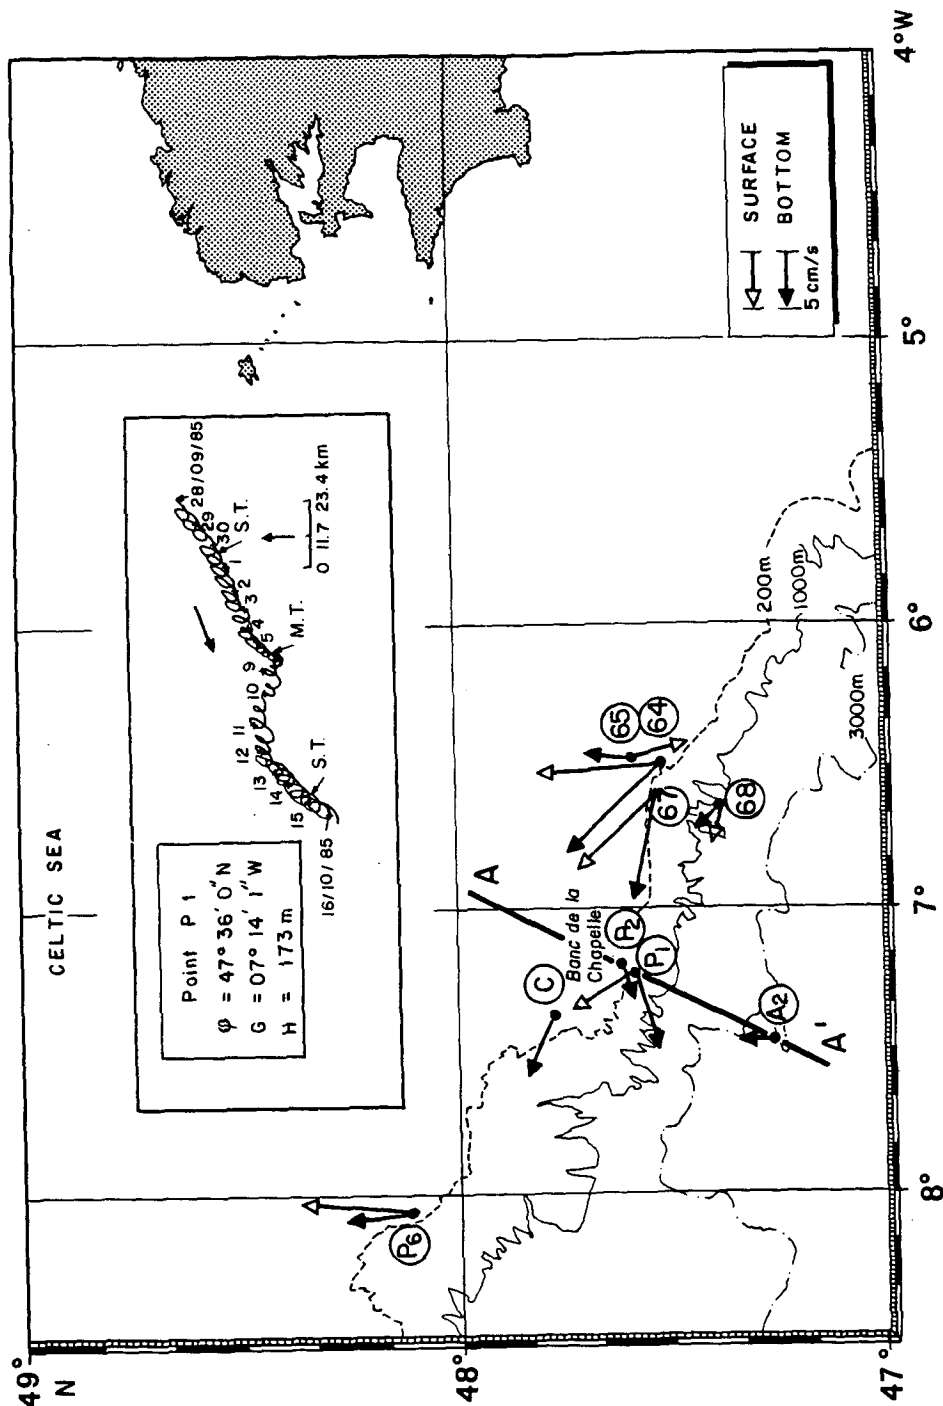 CELTIC SEA
49°
N
48°
47°
8°
7°
6°
5°
4°W
Point P 1
φ = 47° 36′ 0″ N
G = 07° 14′ 1″ W
H = 173 m
28/09/85
29
30
S.T.
1
2
3
4
5
M.T.
9
10
11
12
13
14
15
S.T.
16/10/85
0 11.7 23.4 km
P6
C
A
Banc de la
Chapelle
P2
P1
A2
A'
65
64
67
68
200m
1000m
3000m
SURFACE
BOTTOM
5 cm/s